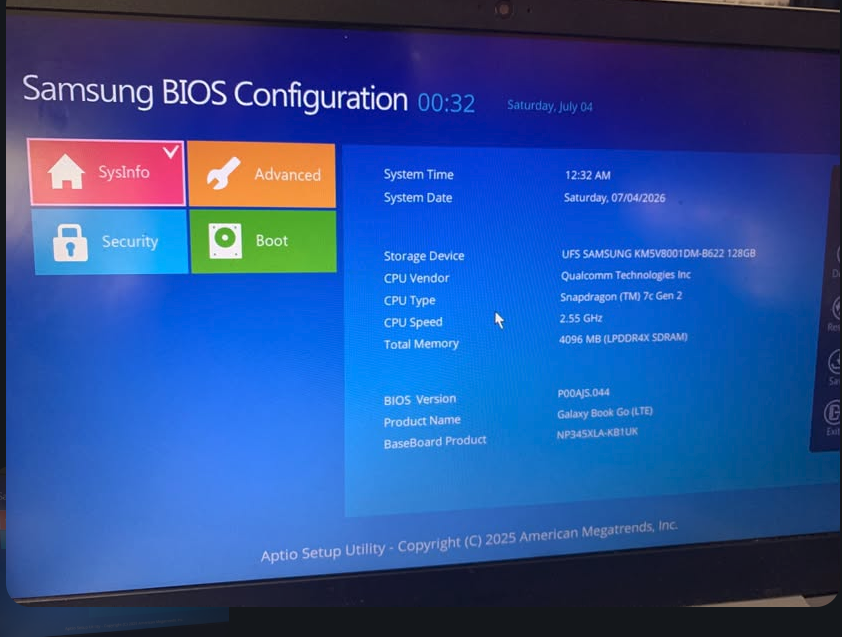 Samsung BIOS Configuration 00:32 Saturday, July 04
SysInfo
Advanced
Security
Boot
System Time 12:32 AM
System Date Saturday, 07/04/2026
Storage Device UFS SAMSUNG KM5V8001DM-B622 128GB
CPU Vendor Qualcomm Technologies Inc
CPU Type Snapdragon (TM) 7c Gen 2
CPU Speed 2.55 GHz
Total Memory 4096 MB (LPDDR4X SDRAM)
BIOS Version P00AJS.044
Product Name Galaxy Book Go (LTE)
BaseBoard Product NP345XLA-KB1UK
Exit
Aptio Setup Utility - Copyright (C) 2025 American Megatrends, Inc.